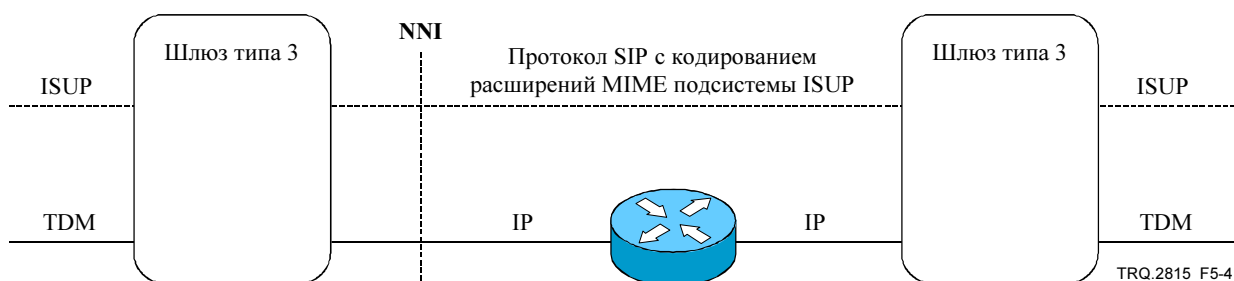 Шлюз типа 3
NNI
Протокол SIP с кодированием
расширений MIME подсистемы ISUP
Шлюз типа 3
ISUP
ISUP
TDM
IP
IP
TDM
TRQ.2815 F5-4